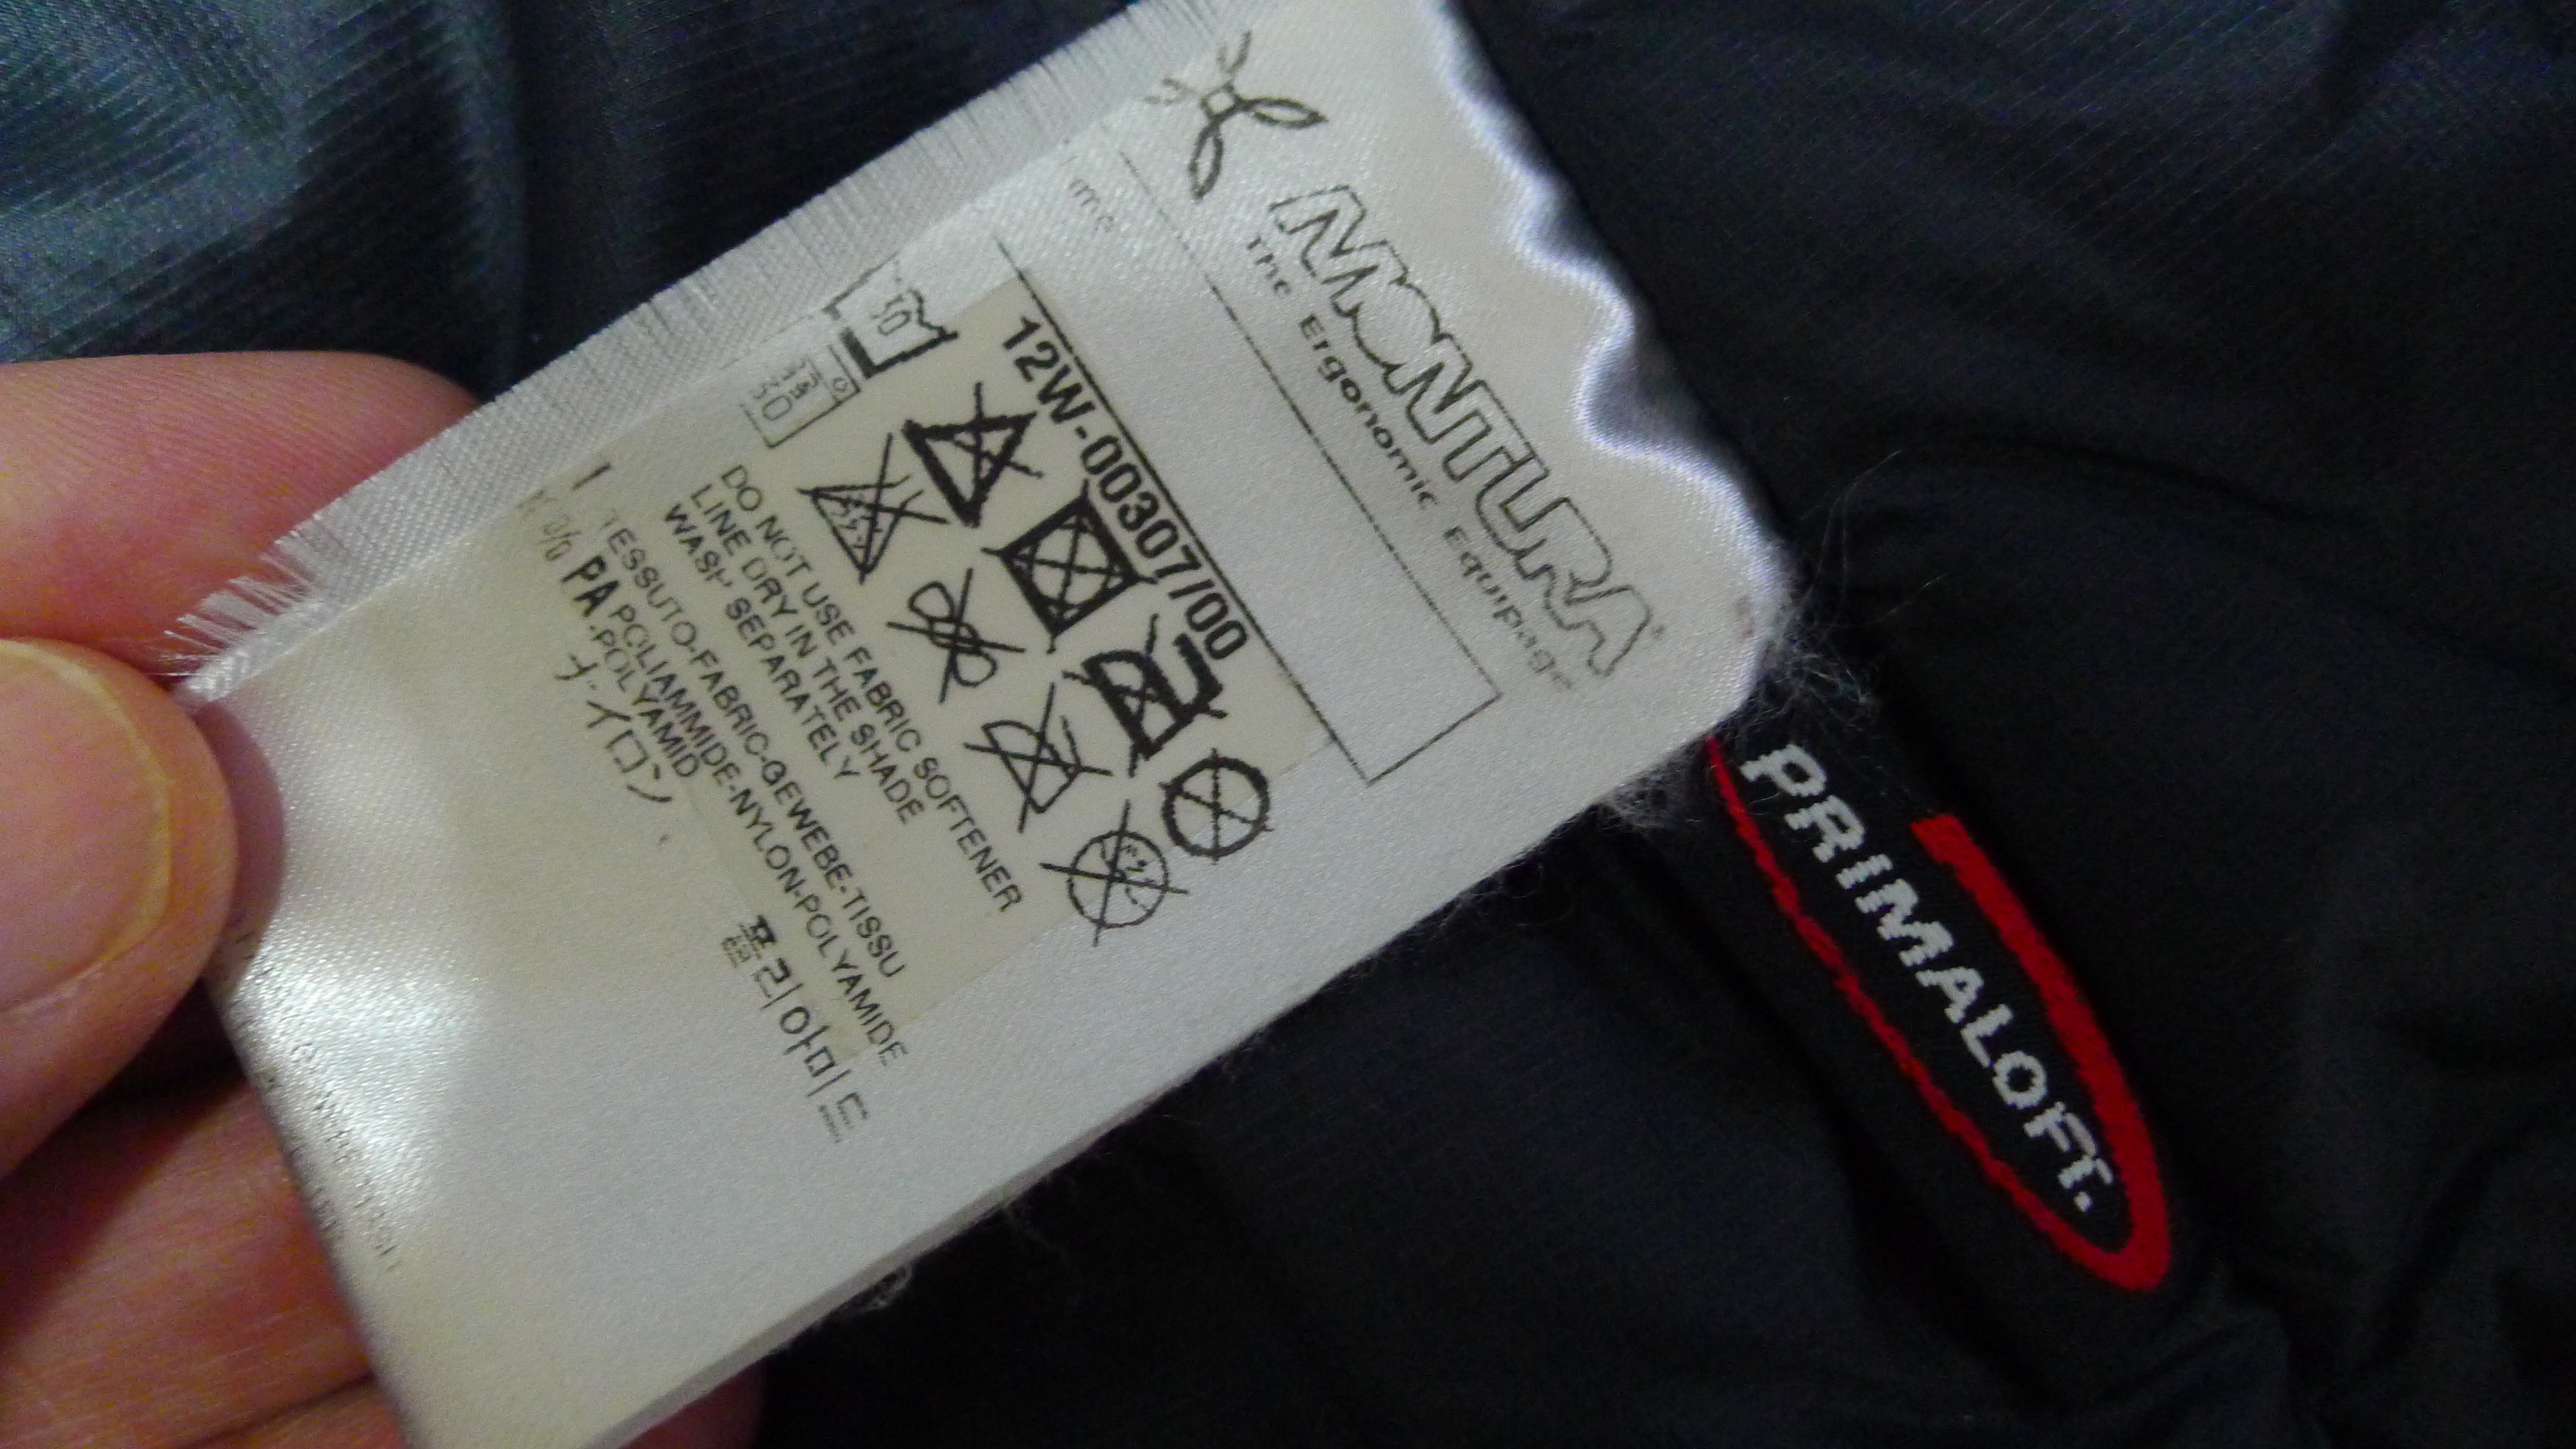 MONTURA
The Ergonomic Equipage
12W-00307/00
30
30
DO NOT USE FABRIC SOFTENER
LINE DRY IN THE SHADE
WASH SEPARATELY
TESSUTO-FABRIC-GEWEBE-TISSU
PA POLIAMMIDE-NYLON-POLYAMIDE
PA-POLYAMID
ナイロン
폴리아미드
PRIMALOFT